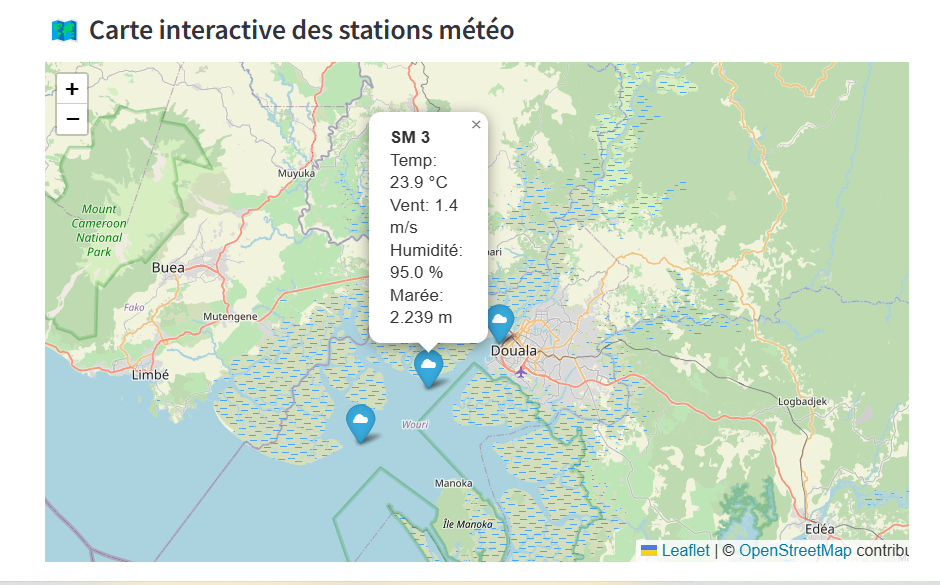 Carte interactive des stations météo
+
−
×
SM 3
Temp:
23.9 °C
Vent: 1.4
m/s
Humidité:
95.0 %
Marée:
2.239 m
Muyuka
Mount
Cameroon
National
Park
Buea
Fako
Mutengene
Limbé
Douala
Wouri
Logbadjek
Manoka
Île Manoka
Edéa
Leaflet | © OpenStreetMap contribu